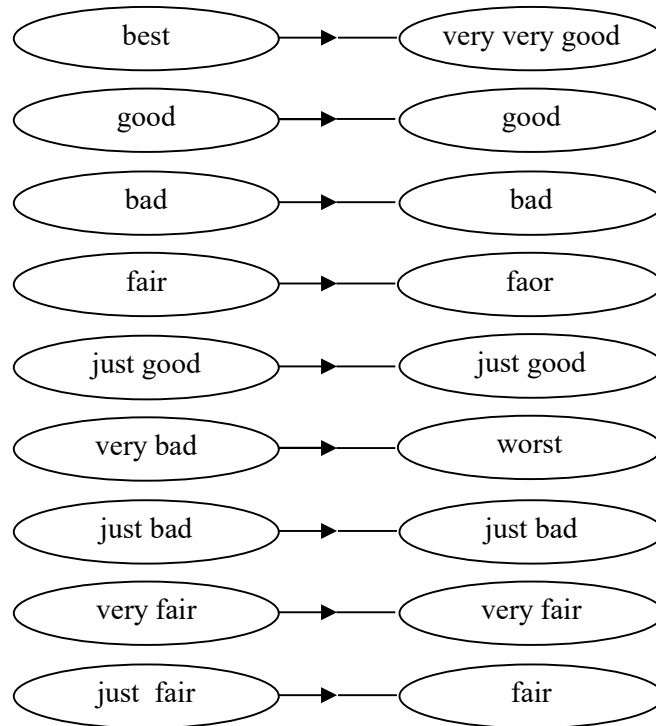 best very very good
good good
bad bad
fair faor
just good just good
very bad worst
just bad just bad
very fair very fair
just fair fair